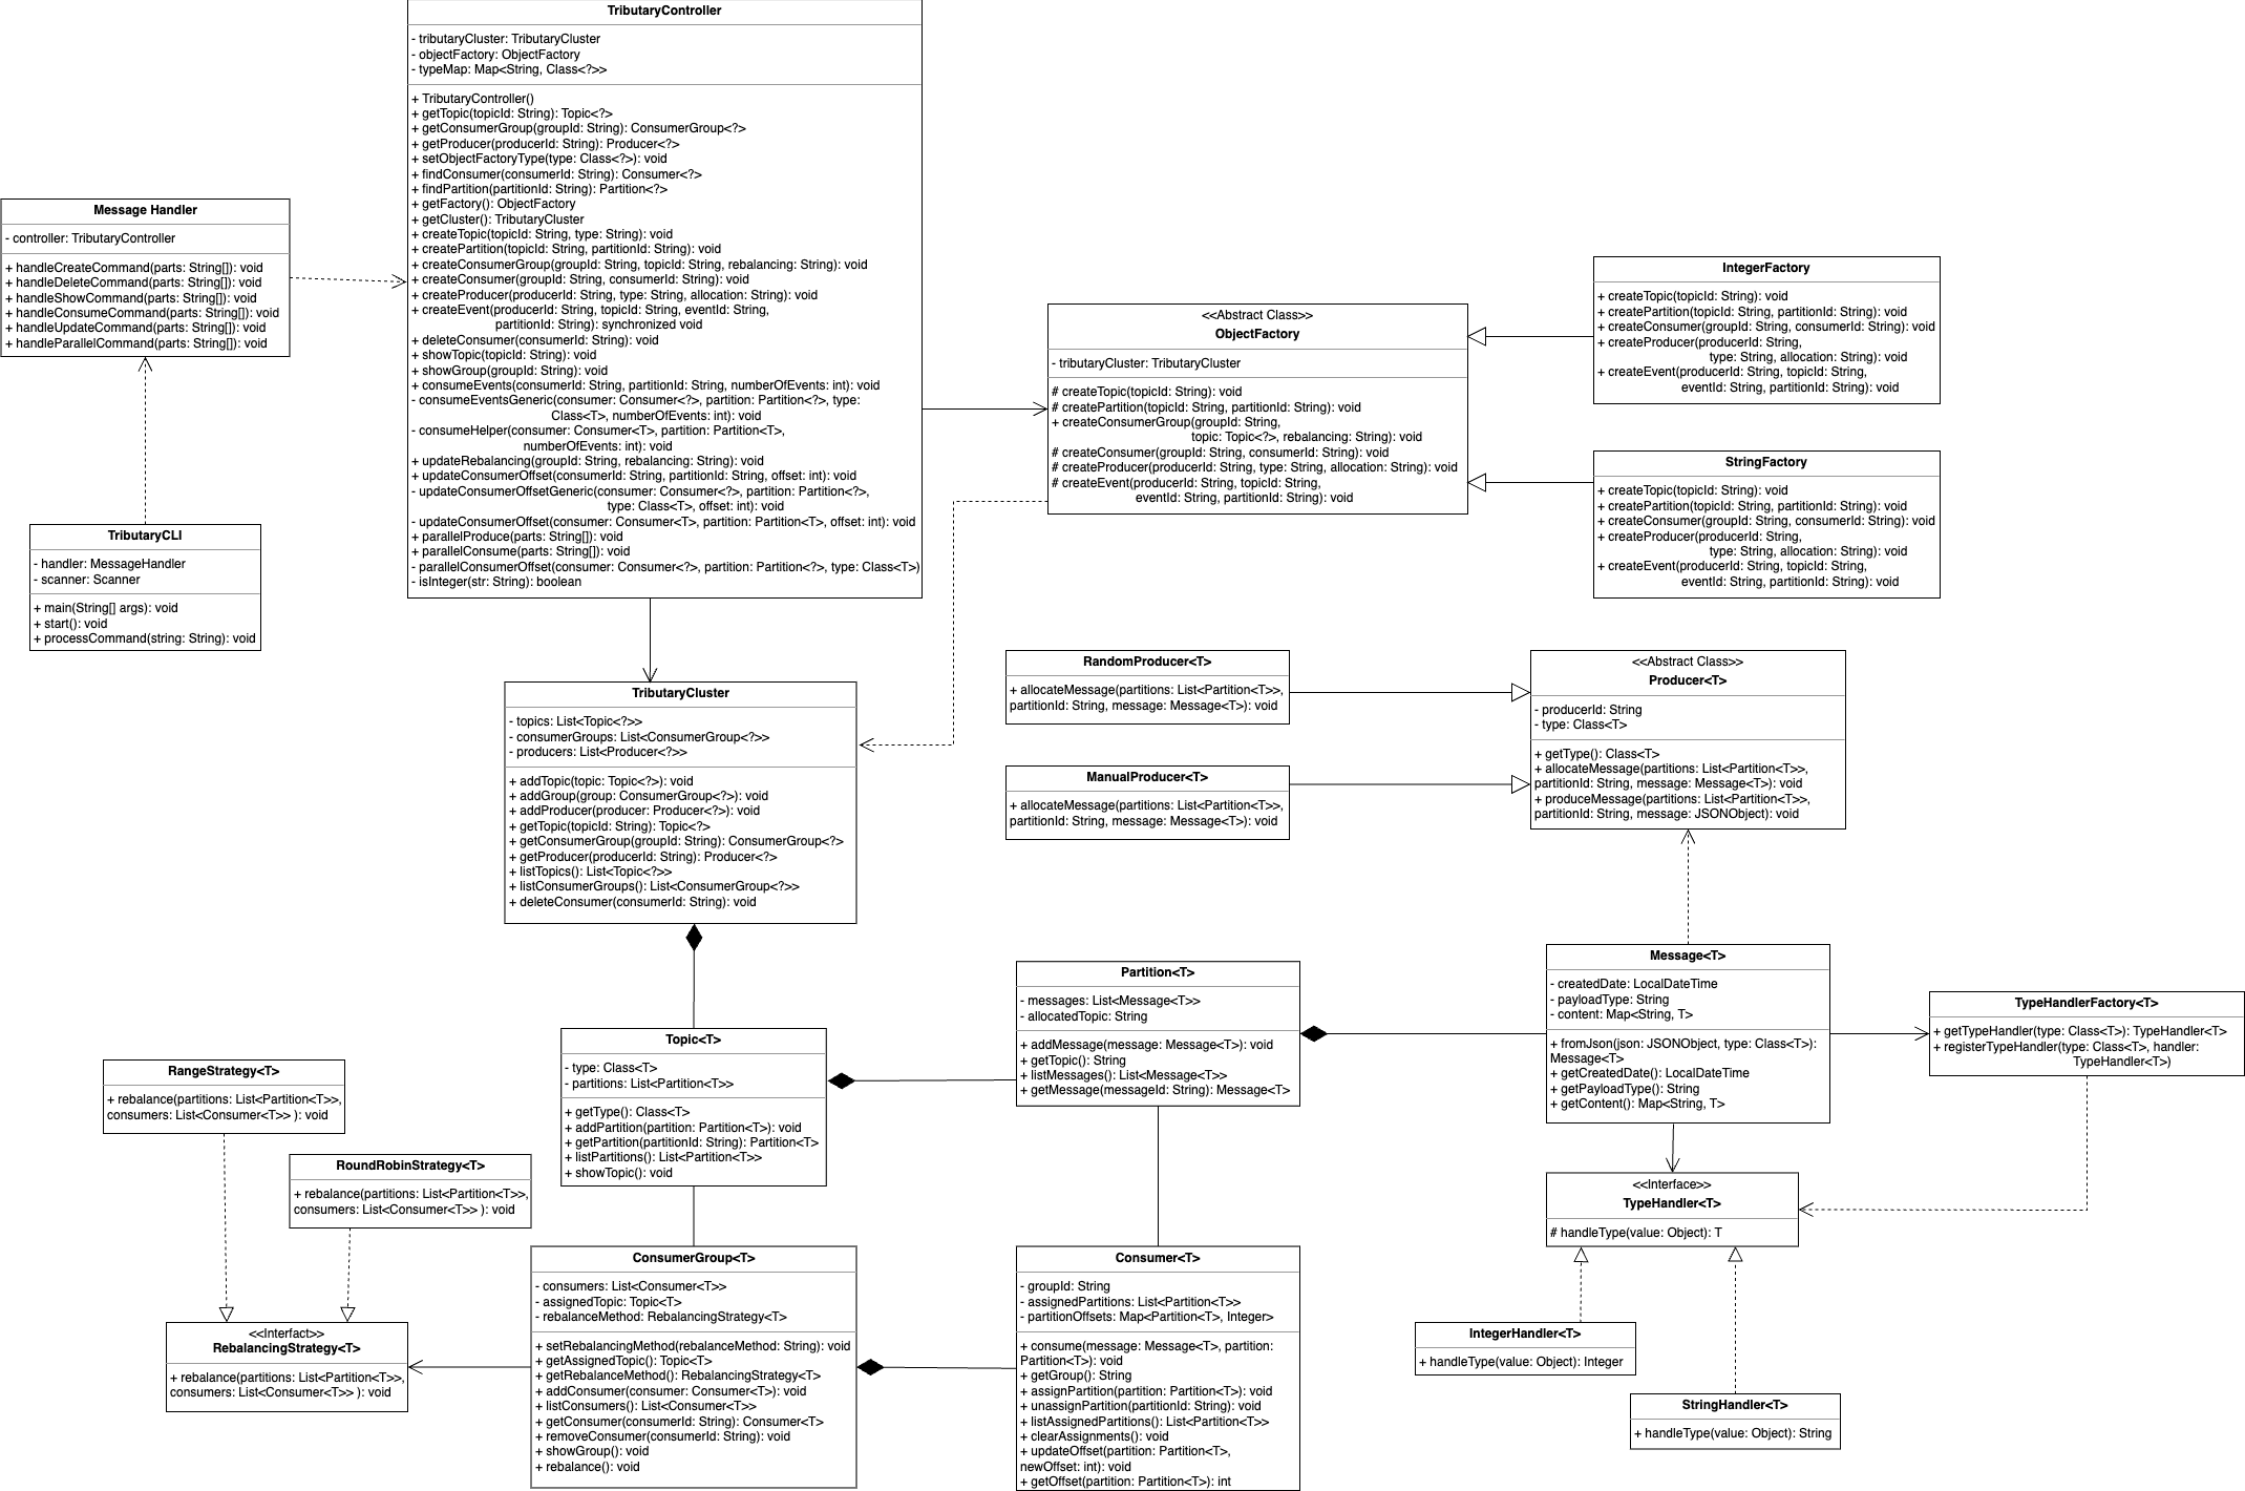 TributaryController
- tributaryCluster: TributaryCluster
- objectFactory: ObjectFactory
- typeMap: Map<String, Class<?>>
+ TributaryController()
+ getTopic(topicId: String): Topic<?>
+ getConsumerGroup(groupId: String): ConsumerGroup<?>
+ getProducer(producerId: String): Producer<?>
+ setObjectFactoryType(type: Class<?>): void
+ findConsumer(consumerId: String): Consumer<?>
+ findPartition(partitionId: String): Partition<?>
+ getFactory(): ObjectFactory
+ getCluster(): TributaryCluster
+ createTopic(topicId: String, type: String): void
+ createPartition(topicId: String, partitionId: String): void
+ createConsumerGroup(groupId: String, topicId: String, rebalancing: String): void
+ createConsumer(groupId: String, consumerId: String): void
+ createProducer(producerId: String, type: String, allocation: String): void
+ createEvent(producerId: String, topicId: String, eventId: String,
partitionId: String): synchronized void
+ deleteConsumer(consumerId: String): void
+ showTopic(topicId: String): void
+ showGroup(groupId: String): void
+ consumeEvents(consumerId: String, partitionId: String, numberOfEvents: int): void
- consumeEventsGeneric(consumer: Consumer<?>, partition: Partition<?>, type:
Class<T>, numberOfEvents: int): void
- consumeHelper(consumer: Consumer<T>, partition: Partition<T>,
numberOfEvents: int): void
+ updateRebalancing(groupId: String, rebalancing: String): void
+ updateConsumerOffset(consumerId: String, partitionId: String, offset: int): void
- updateConsumerOffsetGeneric(consumer: Consumer<?>, partition: Partition<?>,
type: Class<T>, offset: int): void
- updateConsumerOffset(consumer: Consumer<T>, partition: Partition<T>, offset: int): void
+ parallelProduce(parts: String[]): void
+ parallelConsume(parts: String[]): void
- parallelConsumerOffset(consumer: Consumer<?>, partition: Partition<?>, type: Class<T>)
- isInteger(str: String): boolean
Message Handler
- controller: TributaryController
+ handleCreateCommand(parts: String[]): void
+ handleDeleteCommand(parts: String[]): void
+ handleShowCommand(parts: String[]): void
+ handleConsumeCommand(parts: String[]): void
+ handleUpdateCommand(parts: String[]): void
+ handleParallelCommand(parts: String[]): void
TributaryCLI
- handler: MessageHandler
- scanner: Scanner
+ main(String[] args): void
+ start(): void
+ processCommand(string: String): void
<<Abstract Class>>
ObjectFactory
- tributaryCluster: TributaryCluster
# createTopic(topicId: String): void
# createPartition(topicId: String, partitionId: String): void
+ createConsumerGroup(groupId: String,
topic: Topic<?>, rebalancing: String): void
# createConsumer(groupId: String, consumerId: String): void
# createProducer(producerId: String, type: String, allocation: String): void
# createEvent(producerId: String, topicId: String,
eventId: String, partitionId: String): void
IntegerFactory
+ createTopic(topicId: String): void
+ createPartition(topicId: String, partitionId: String): void
+ createConsumer(groupId: String, consumerId: String): void
+ createProducer(producerId: String,
type: String, allocation: String): void
+ createEvent(producerId: String, topicId: String,
eventId: String, partitionId: String): void
StringFactory
+ createTopic(topicId: String): void
+ createPartition(topicId: String, partitionId: String): void
+ createConsumer(groupId: String, consumerId: String): void
+ createProducer(producerId: String,
type: String, allocation: String): void
+ createEvent(producerId: String, topicId: String,
eventId: String, partitionId: String): void
TributaryCluster
- topics: List<Topic<?>>
- consumerGroups: List<ConsumerGroup<?>>
- producers: List<Producer<?>>
+ addTopic(topic: Topic<?>): void
+ addGroup(group: ConsumerGroup<?>): void
+ addProducer(producer: Producer<?>): void
+ getTopic(topicId: String): Topic<?>
+ getConsumerGroup(groupId: String): ConsumerGroup<?>
+ getProducer(producerId: String): Producer<?>
+ listTopics(): List<Topic<?>>
+ listConsumerGroups(): List<ConsumerGroup<?>>
+ deleteConsumer(consumerId: String): void
RandomProducer<T>
+ allocateMessage(partitions: List<Partition<T>>,
partitionId: String, message: Message<T>): void
ManualProducer<T>
+ allocateMessage(partitions: List<Partition<T>>,
partitionId: String, message: Message<T>): void
<<Abstract Class>>
Producer<T>
- producerId: String
- type: Class<T>
+ getType(): Class<T>
+ allocateMessage(partitions: List<Partition<T>>,
partitionId: String, message: Message<T>): void
+ produceMessage(partitions: List<Partition<T>>,
partitionId: String, message: JSONObject): void
Topic<T>
- type: Class<T>
- partitions: List<Partition<T>>
+ getType(): Class<T>
+ addPartition(partition: Partition<T>): void
+ getPartition(partitionId: String): Partition<T>
+ listPartitions(): List<Partition<T>>
+ showTopic(): void
Partition<T>
- messages: List<Message<T>>
- allocatedTopic: String
+ addMessage(message: Message<T>): void
+ getTopic(): String
+ listMessages(): List<Message<T>>
+ getMessage(messageId: String): Message<T>
Message<T>
- createdDate: LocalDateTime
- payloadType: String
- content: Map<String, T>
+ fromJson(json: JSONObject, type: Class<T>):
Message<T>
+ getCreatedDate(): LocalDateTime
+ getPayloadType(): String
+ getContent(): Map<String, T>
TypeHandlerFactory<T>
+ getTypeHandler(type: Class<T>): TypeHandler<T>
+ registerTypeHandler(type: Class<T>, handler:
TypeHandler<T>)
RangeStrategy<T>
+ rebalance(partitions: List<Partition<T>>,
consumers: List<Consumer<T>> ): void
RoundRobinStrategy<T>
+ rebalance(partitions: List<Partition<T>>,
consumers: List<Consumer<T>> ): void
<<Interfact>>
RebalancingStrategy<T>
+ rebalance(partitions: List<Partition<T>>,
consumers: List<Consumer<T>> ): void
ConsumerGroup<T>
- consumers: List<Consumer<T>>
- assignedTopic: Topic<T>
- rebalanceMethod: RebalancingStrategy<T>
+ setRebalancingMethod(rebalanceMethod: String): void
+ getAssignedTopic(): Topic<T>
+ getRebalanceMethod(): RebalancingStrategy<T>
+ addConsumer(consumer: Consumer<T>): void
+ listConsumers(): List<Consumer<T>>
+ getConsumer(consumerId: String): Consumer<T>
+ removeConsumer(consumerId: String): void
+ showGroup(): void
+ rebalance(): void
Consumer<T>
- groupId: String
- assignedPartitions: List<Partition<T>>
- partitionOffsets: Map<Partition<T>, Integer>
+ consume(message: Message<T>, partition:
Partition<T>): void
+ getGroup(): String
+ assignPartition(partition: Partition<T>): void
+ unassignPartition(partitionId: String): void
+ listAssignedPartitions(): List<Partition<T>>
+ clearAssignments(): void
+ updateOffset(partition: Partition<T>,
newOffset: int): void
+ getOffset(partition: Partition<T>): int
<<Interface>>
TypeHandler<T>
# handleType(value: Object): T
IntegerHandler<T>
+ handleType(value: Object): Integer
StringHandler<T>
+ handleType(value: Object): String